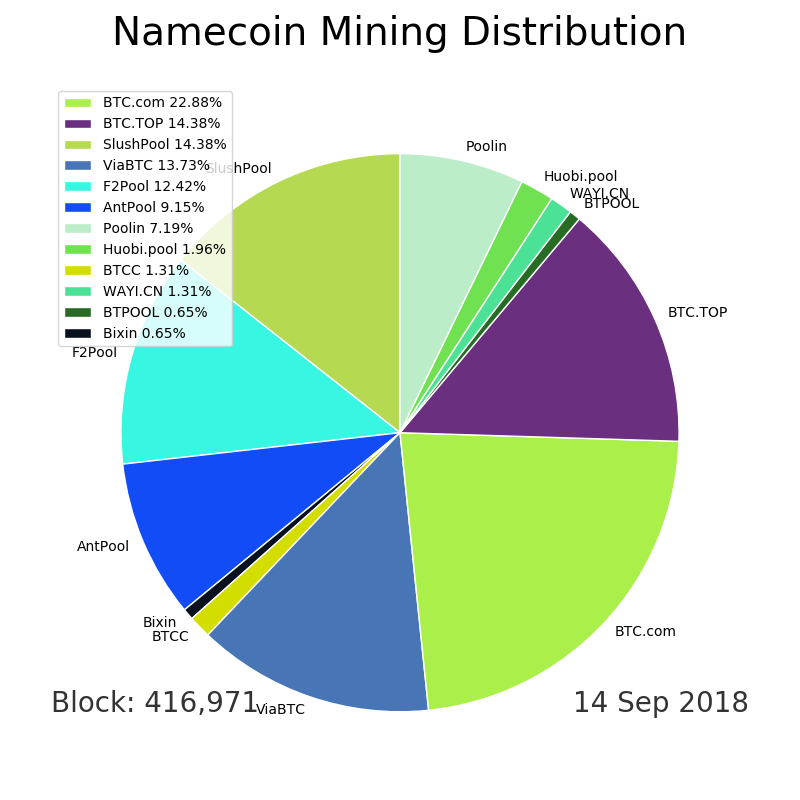 Namecoin Mining Distribution
BTC.com 22.88%
BTC.TOP 14.38%
SlushPool 14.38%
ViaBTC 13.73%
F2Pool 12.42%
AntPool 9.15%
Poolin 7.19%
Huobi.pool 1.96%
BTCC 1.31%
WAYI.CN 1.31%
BTPOOL 0.65%
Bixin 0.65%
Poolin
SlushPool
Huobi.pool
WAYI.CN
BTPOOL
BTC.TOP
F2Pool
AntPool
Bixin
BTCC
BTC.com
ViaBTC
Block: 416,971
14 Sep 2018